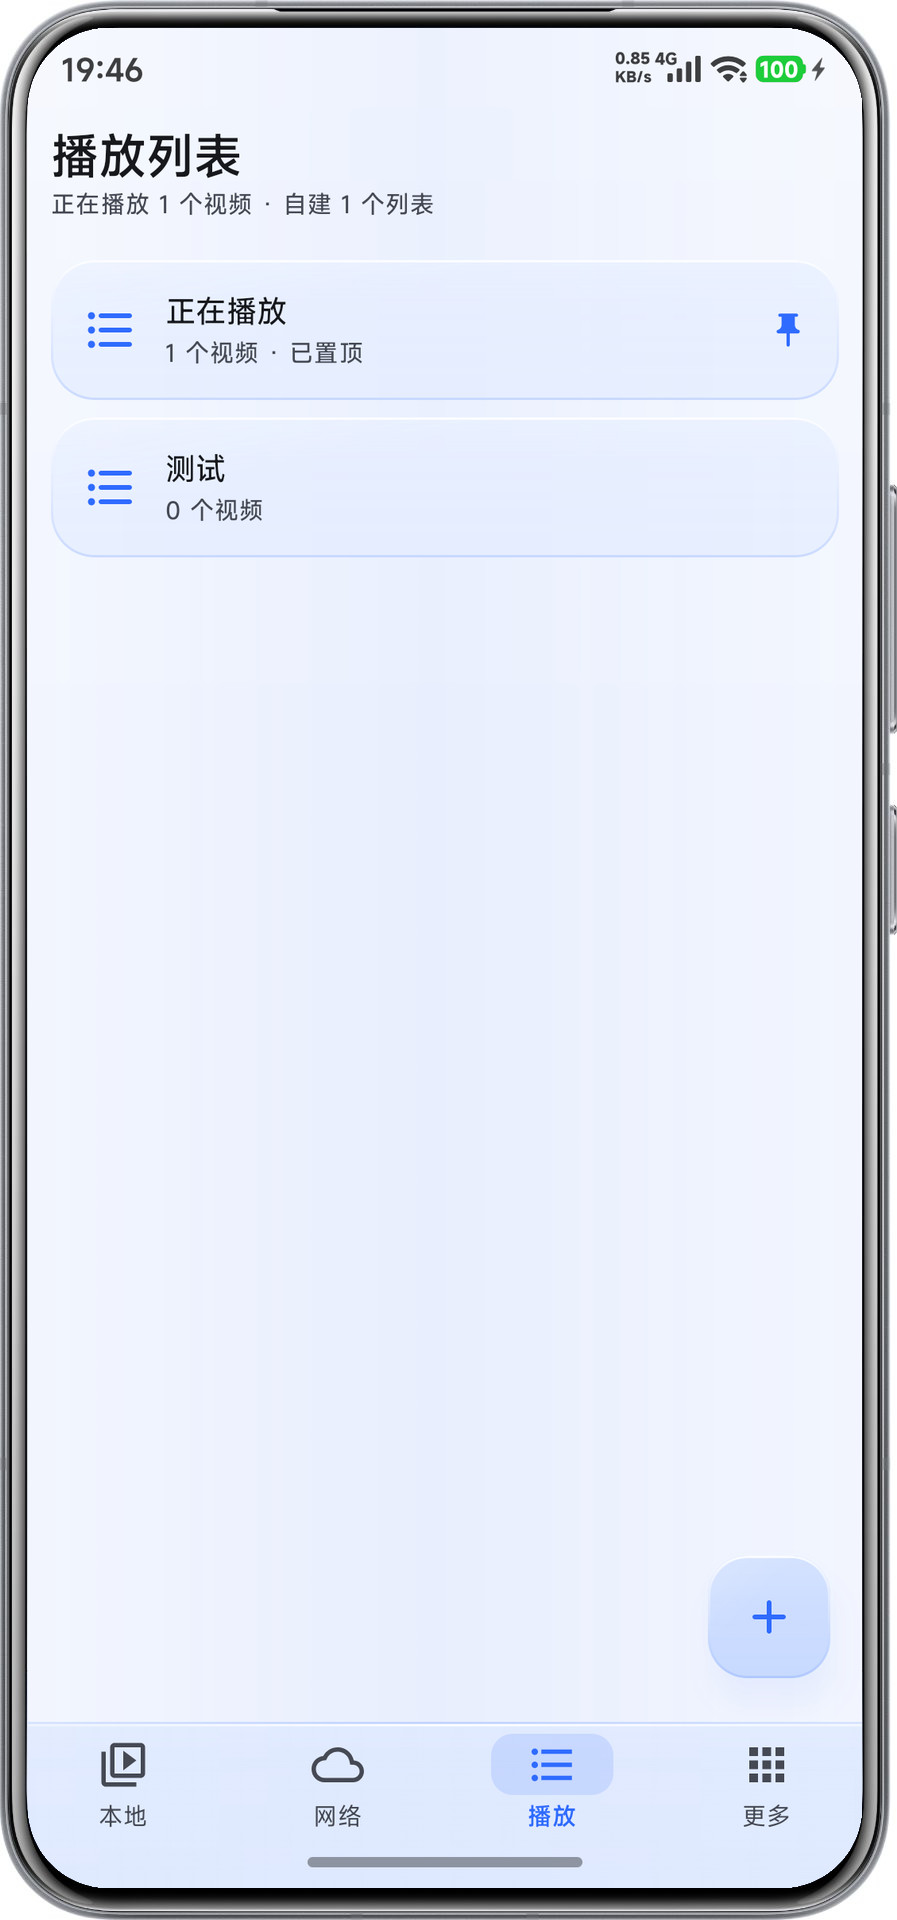 19:46
0.85 4G
KB/s
100
播放列表
正在播放 1 个视频 · 自建 1 个列表
正在播放
1 个视频 · 已置顶
测试
0 个视频
本地
网络
播放
更多